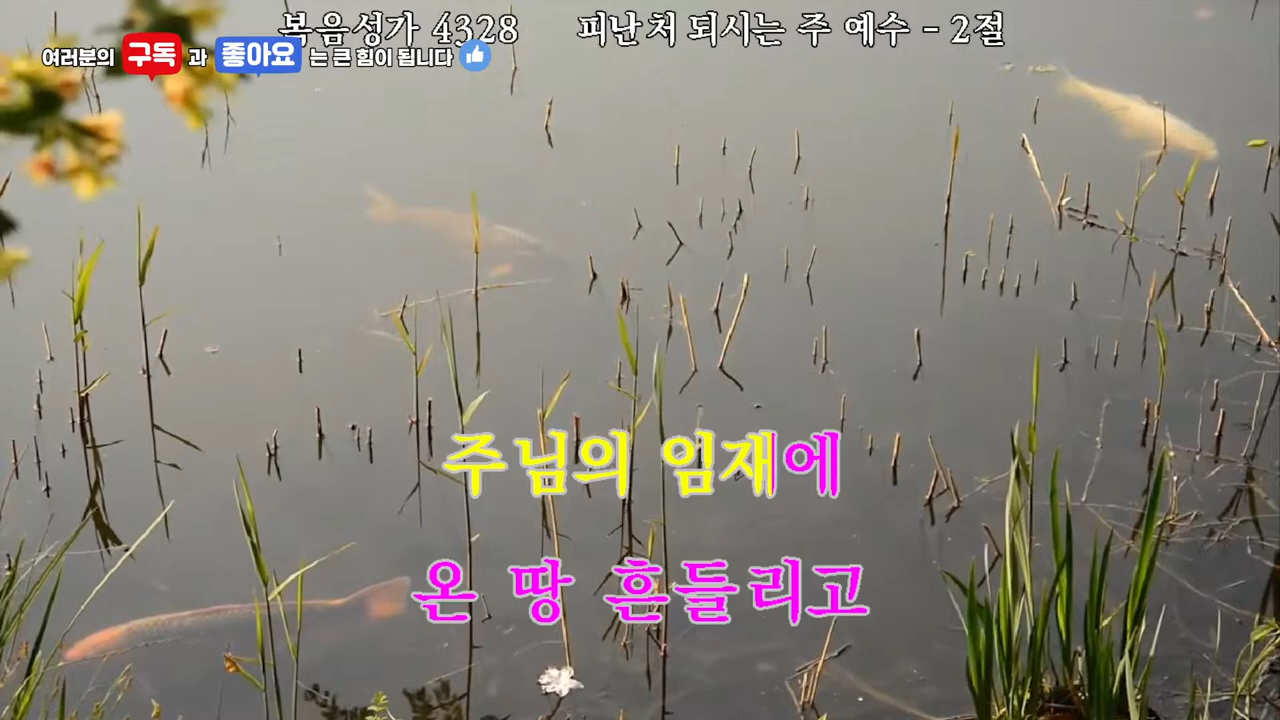 복음성가 4328 피난처 되시는 주 예수 - 2절
여러분의 구독 과 좋아요 는 큰 힘이 됩니다
주님의 임재에
온 땅 흔들리고